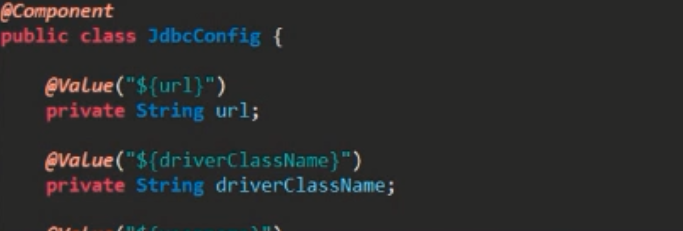 @Component
public class JdbcConfig {
@Value("${url}")
private String url;
@Value("${driverClassName}")
private String driverClassName;